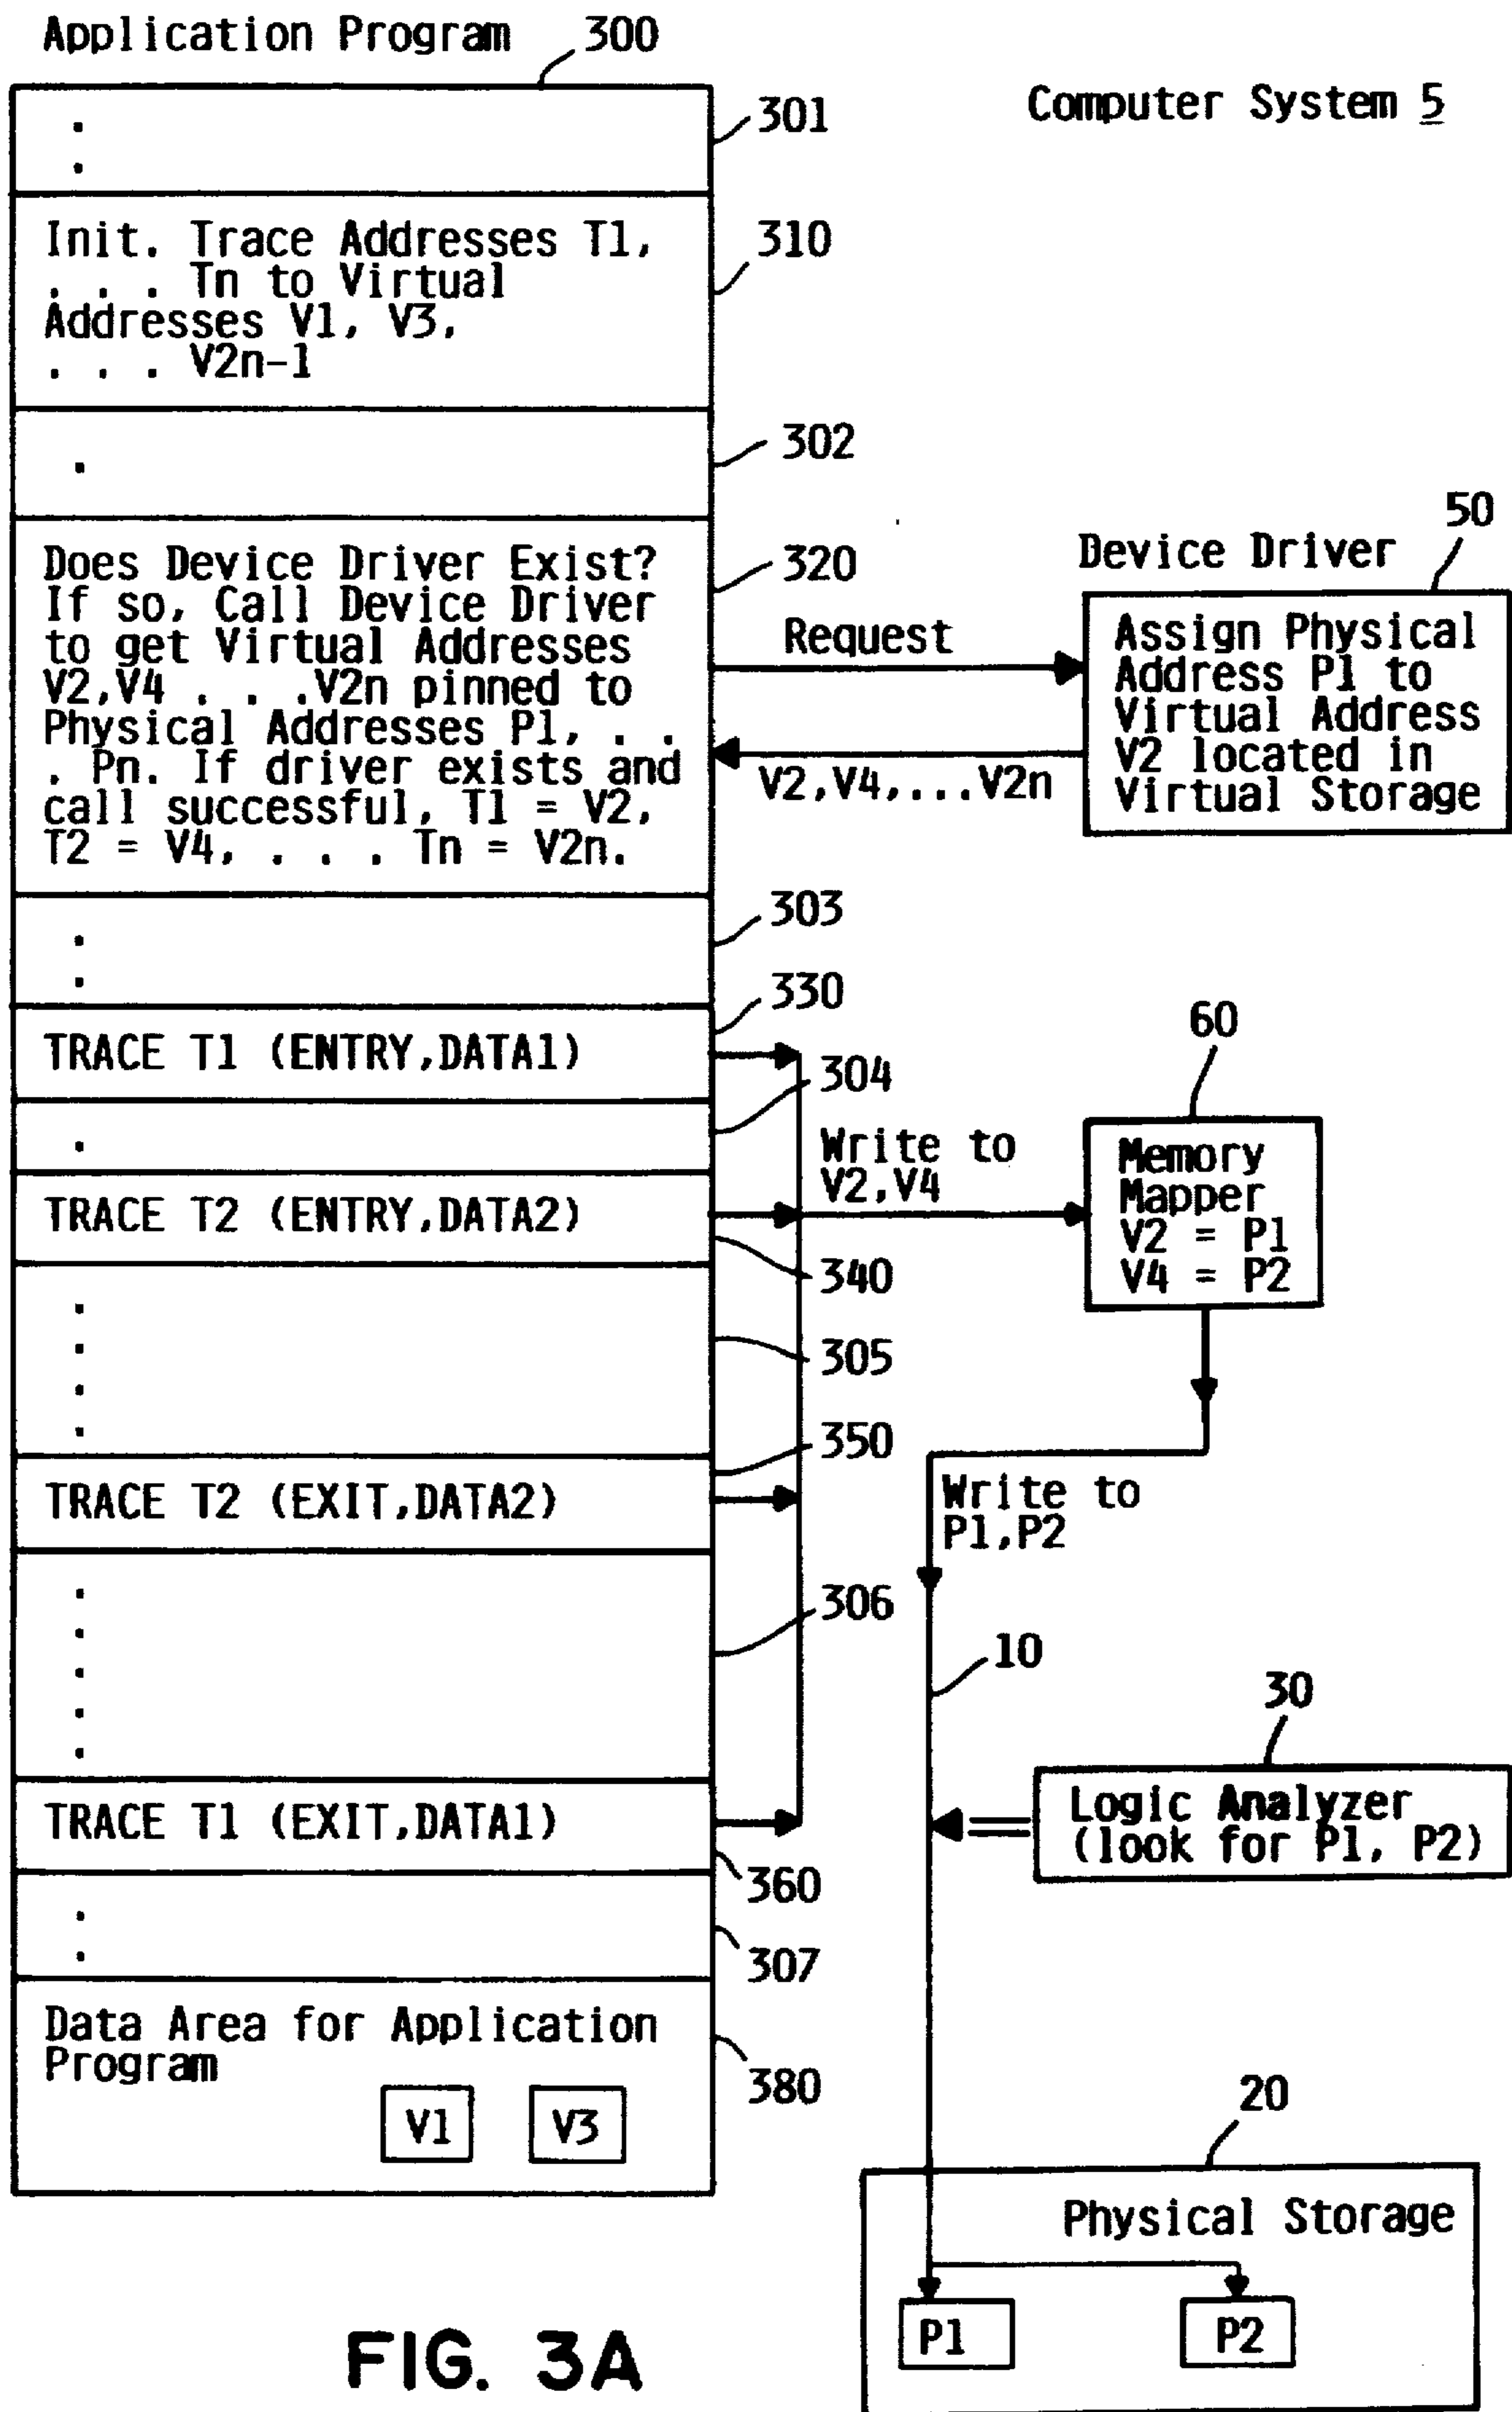 Application Program 300
Computer System 5
301
Init. Trace Addresses T1,
. . . Tn to Virtual
Addresses V1, V3,
. . . V2n-1
310
302
Does Device Driver Exist?
If so, Call Device Driver
to get Virtual Addresses
V2,V4 . . .V2n pinned to
Physical Addresses P1, . .
. Pn. If driver exists and
call successful, T1 = V2,
T2 = V4, . . . Tn = V2n.
320
Request
V2,V4,...V2n
Device Driver
50
Assign Physical
Address P1 to
Virtual Address
V2 located in
Virtual Storage
303
330
TRACE T1 (ENTRY,DATA1)
304
Write to
V2,V4
60
Memory
Mapper
V2 = P1
V4 = P2
TRACE T2 (ENTRY,DATA2)
340
305
350
TRACE T2 (EXIT,DATA2)
Write to
P1,P2
306
10
30
Logic Analyzer
(look for P1, P2)
TRACE T1 (EXIT,DATA1)
360
307
Data Area for Application
Program
380
V1 V3
20
Physical Storage
P1 P2
FIG. 3A